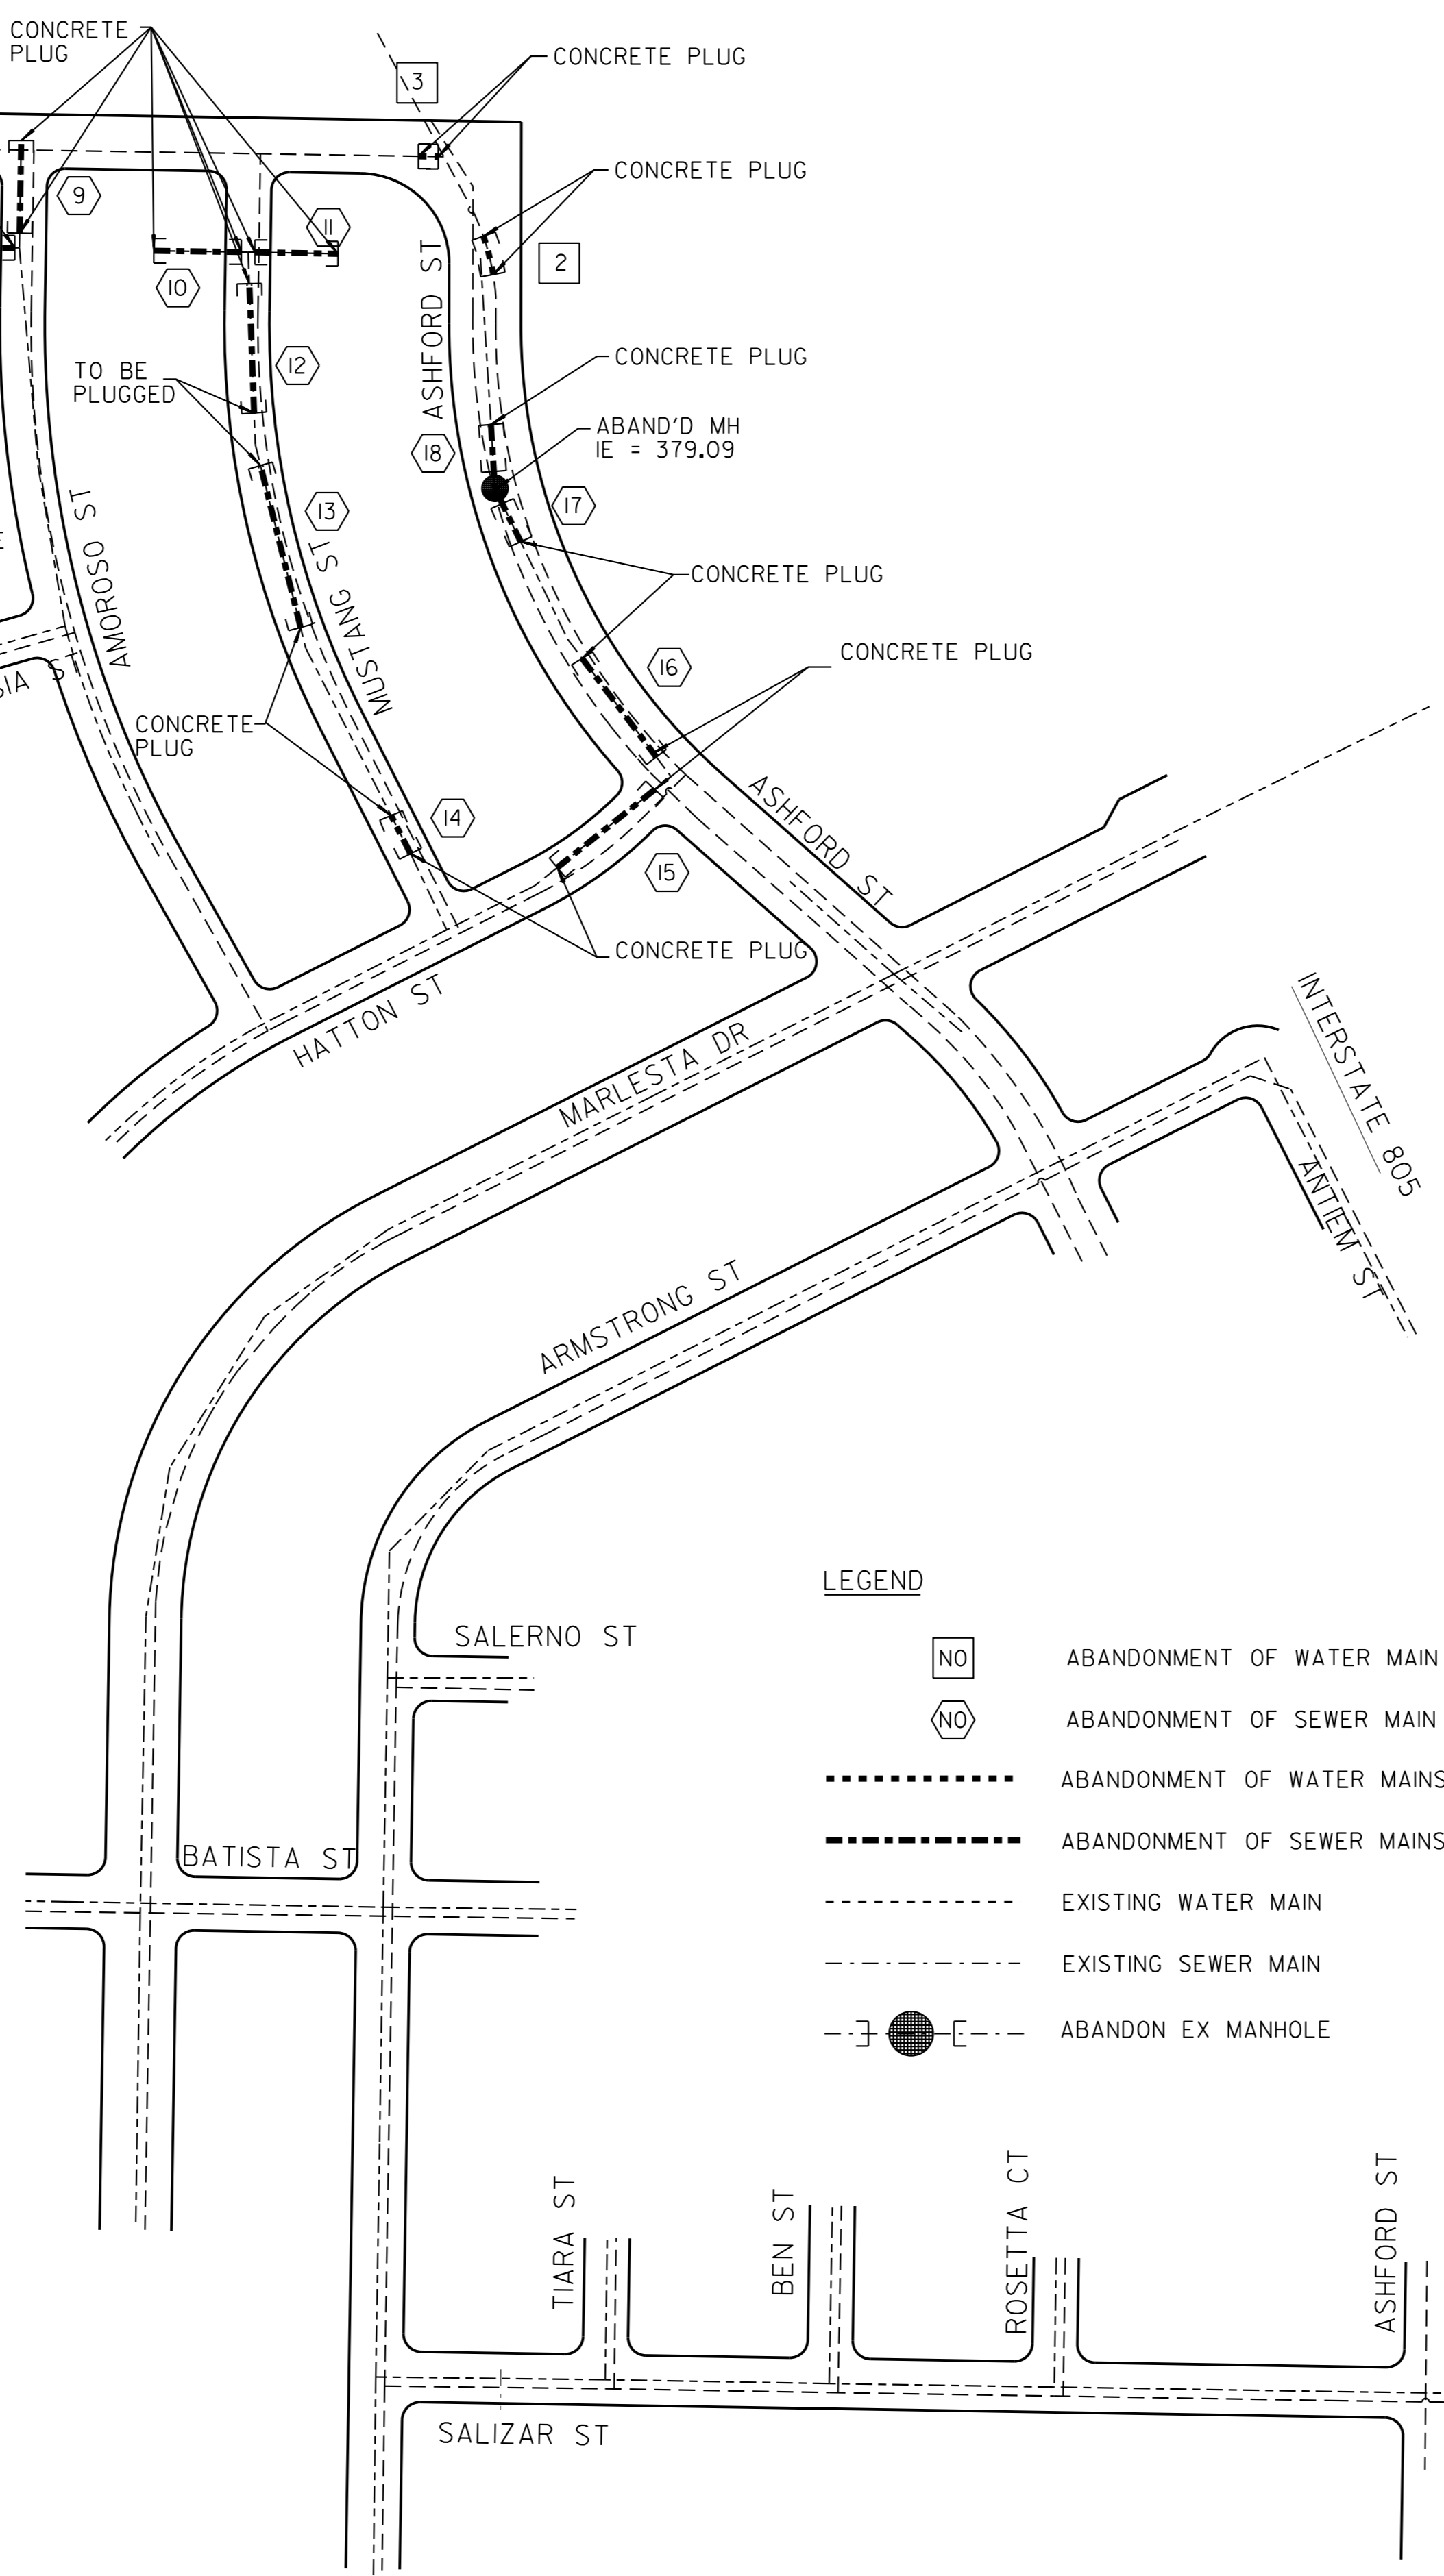 CONCRETE
PLUG
3
CONCRETE PLUG
CONCRETE PLUG
9
11
2
10
ASHFORD ST
12
CONCRETE PLUG
TO BE
PLUGGED
18
ABAND'D MH
IE = 379.09
17
13
AMOROSO ST
MUSTANG ST
CONCRETE PLUG
16
CONCRETE PLUG
SIA ST
CONCRETE
PLUG
14
15
ASHFORD ST
CONCRETE PLUG
HATTON ST
MARLESTA DR
INTERSTATE 805
ANTIEM ST
ARMSTRONG ST
LEGEND
NO ABANDONMENT OF WATER MAIN
NO ABANDONMENT OF SEWER MAIN
ABANDONMENT OF WATER MAINS
ABANDONMENT OF SEWER MAINS
EXISTING WATER MAIN
EXISTING SEWER MAIN
ABANDON EX MANHOLE
SALERNO ST
BATISTA ST
TIARA ST
BEN ST
ROSETTA CT
ASHFORD ST
SALIZAR ST